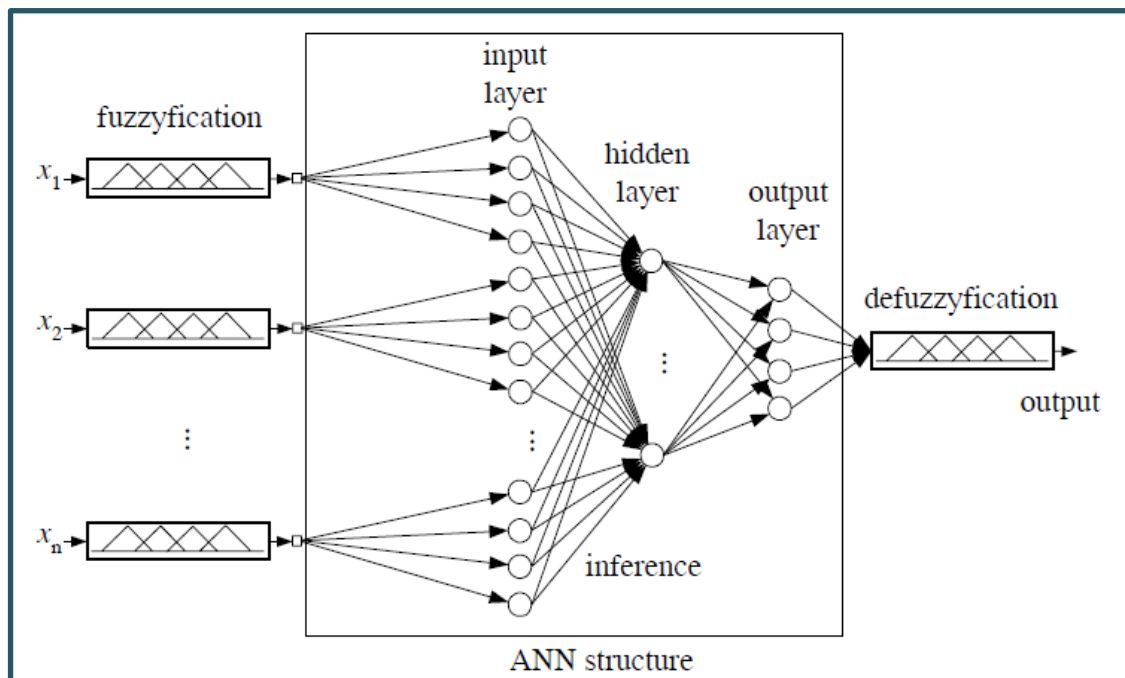 input
layer
fuzzyfication
hidden
layer
output
layer
x1
x2
defuzzyfication
output
⋮
⋮
⋮
xn
inference
ANN structure